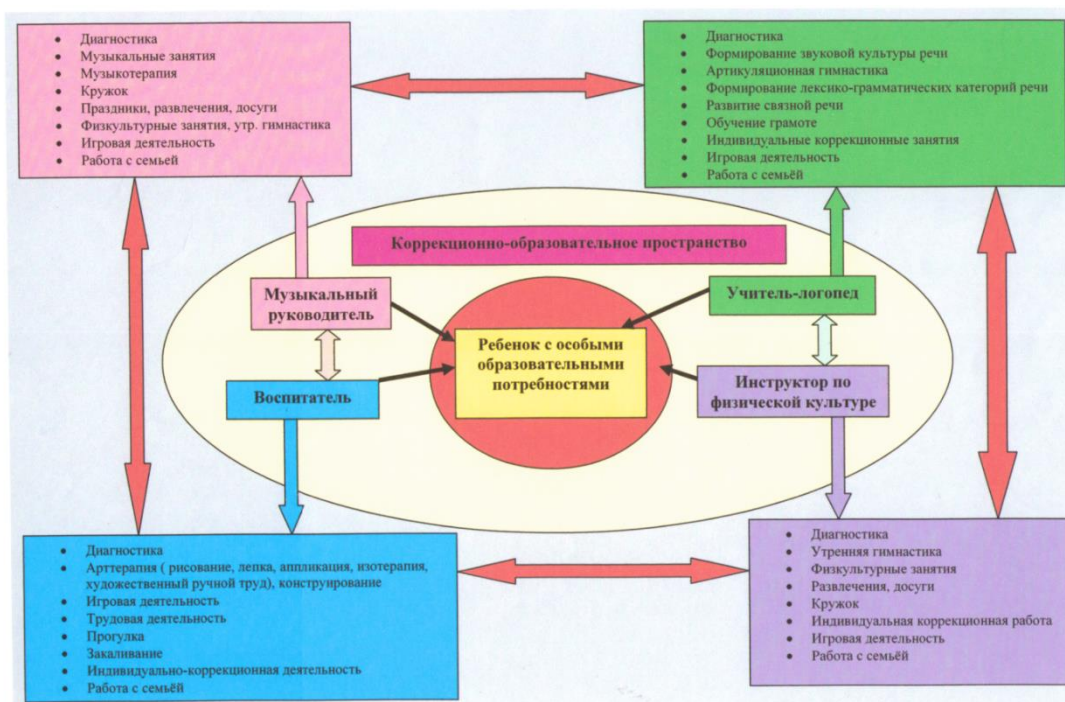 Диагностика
Музыкальные занятия
Музыкотерапия
Кружок
Праздники, развлечения, досуги
Физкультурные занятия, утр. гимнастика
Игровая деятельность
Работа с семьей
Диагностика
Формирование звуковой культуры речи
Артикуляционная гимнастика
Формирование лексико-грамматических категорий речи
Развитие связной речи
Обучение грамоте
Индивидуальные коррекционные занятия
Игровая деятельность
Работа с семьёй
Коррекционно-образовательное пространство
Музыкальный
руководитель
Учитель-логопед
Ребенок с особыми
образовательными
потребностями
Воспитатель
Инструктор по
физической культуре
Диагностика
Арттерапия ( рисование, лепка, аппликация, изотерапия,
художественный ручной труд), конструирование
Игровая деятельность
Трудовая деятельность
Прогулка
Закаливание
Индивидуально-коррекционная деятельность
Работа с семьёй
Диагностика
Утренняя гимнастика
Физкультурные занятия
Развлечения, досуги
Кружок
Индивидуальная коррекционная работа
Игровая деятельность
Работа с семьёй